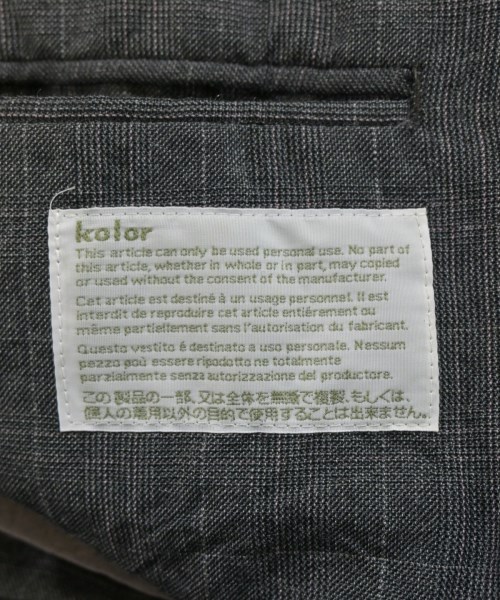 kolor
This article can only be used personal use. No part of
this article, whether in whole or in part, may copied
or used without the consent of the manufacturer.
Cet article est destiné à un usage personnel. Il est
interdit de reproduire cet article entiérement ou
même partiellement sans l'autorisation du fabricant.
Questo vestito é destinato a uso personale. Nessun
pezzo può essere ripodotto ne totalmente
parzialmente senza autorizzazione del productore.
この製品の一部、又は全体を無断で複製、もしくは、
個人の着用以外の目的で使用することは出来ません。